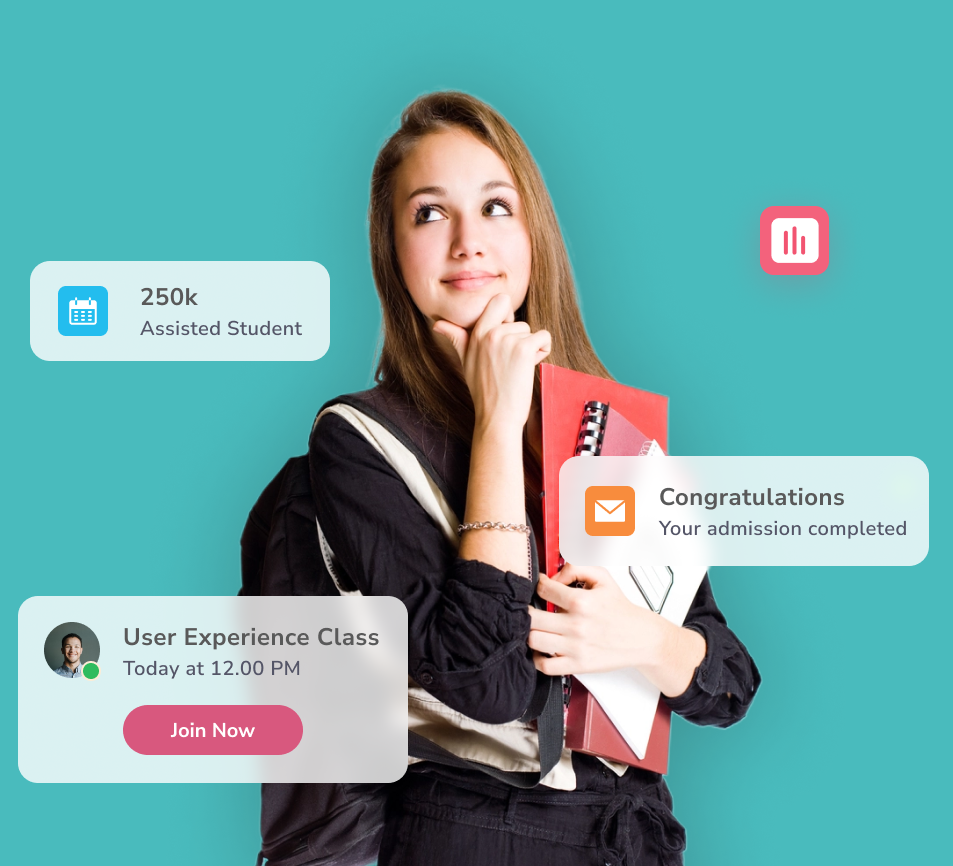 250k
Assisted Student
Congratulations
Your admission completed
User Experience Class
Today at 12.00 PM
Join Now